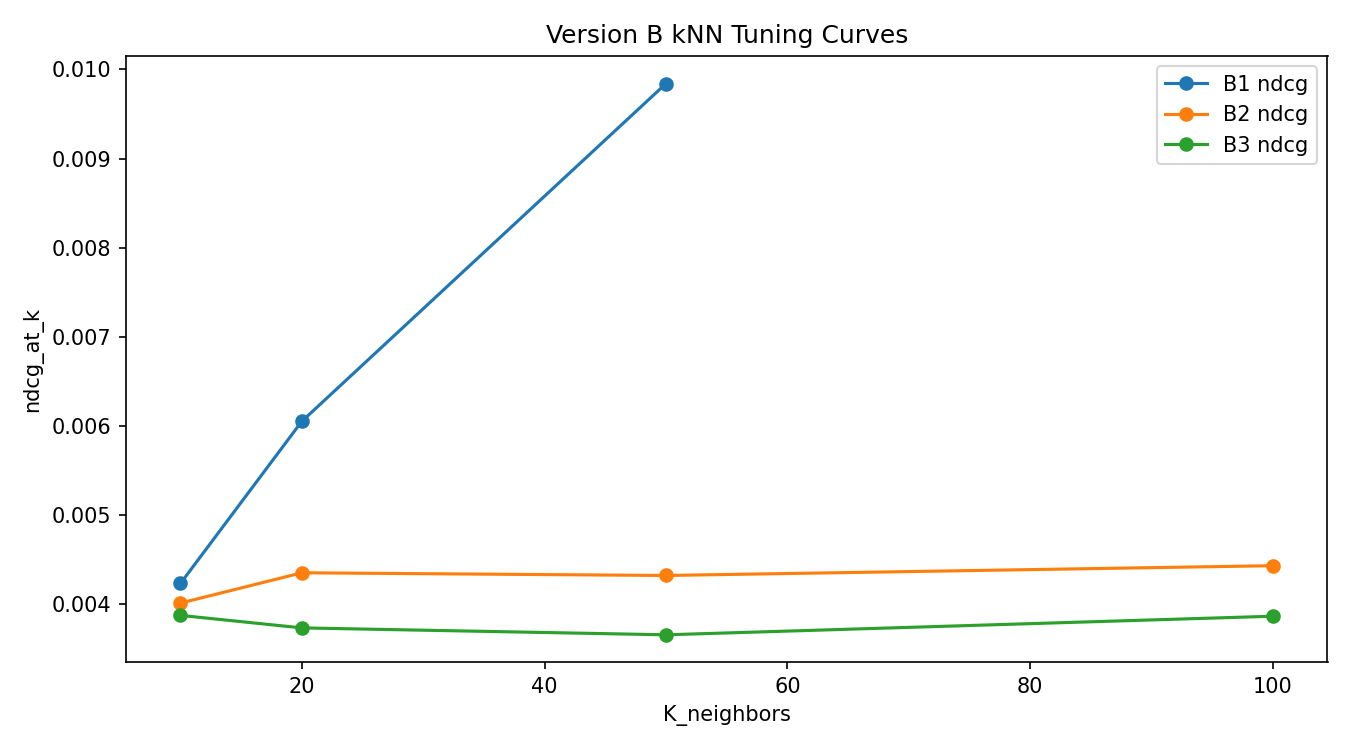 Version B kNN Tuning Curves
B1 ndcg
B2 ndcg
B3 ndcg
ndcg_at_k
0.010
0.009
0.008
0.007
0.006
0.005
0.004
20 40 60 80 100
K_neighbors